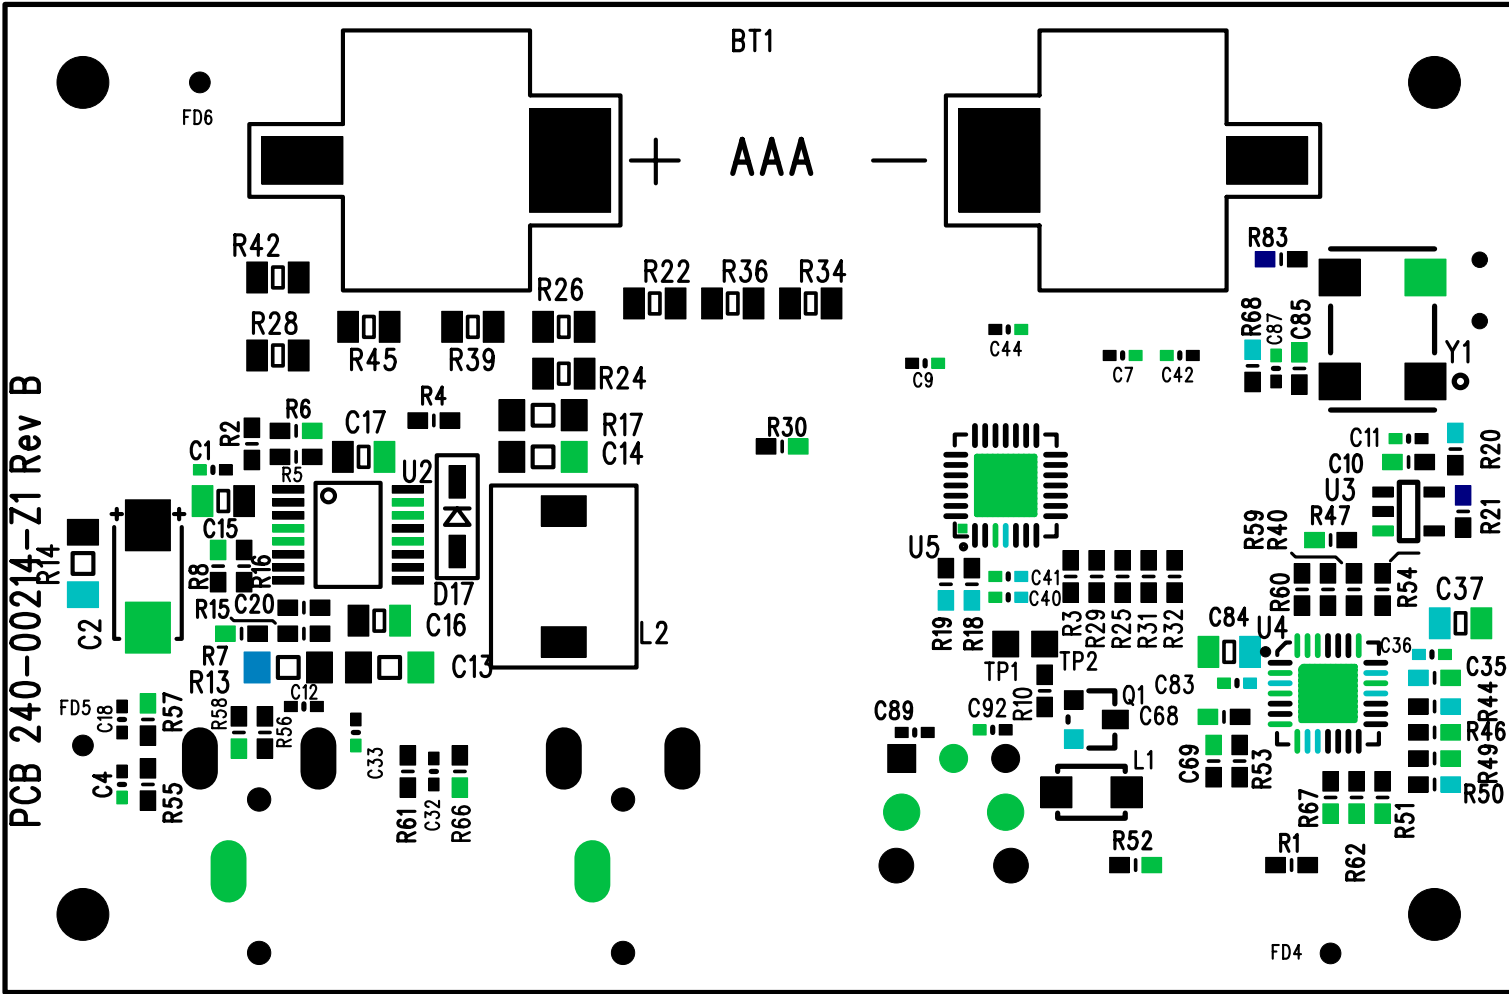 BT1
FD6
+ AAA —
R42
R83
R22
R36
R34
R26
R28
R45
R39
R68
C87
C85
Y1
C44
C9
C7
C42
R24
R4
R6
R2
C17
R17
R30
C11
C10
R20
C1
R5
U2
C14
U3
R21
C15
R59
R40
R47
U5
R14
R8
R16
D17
C41
C40
R60
R54
C37
C2
R15
C20
C16
L2
R19
R18
R3
R29
R25
R31
R32
C84
U4
C36
R7
R13
C13
TP1
TP2
C83
C35
FD5
C18
R57
R58
R56
C12
C33
C89
C92
R10
Q1
C68
R44
R46
C4
R55
R61
C32
R66
L1
C69
R53
R49
R50
R67
R62
R51
R52
R1
FD4
PCB 240-00214-Z1 Rev B